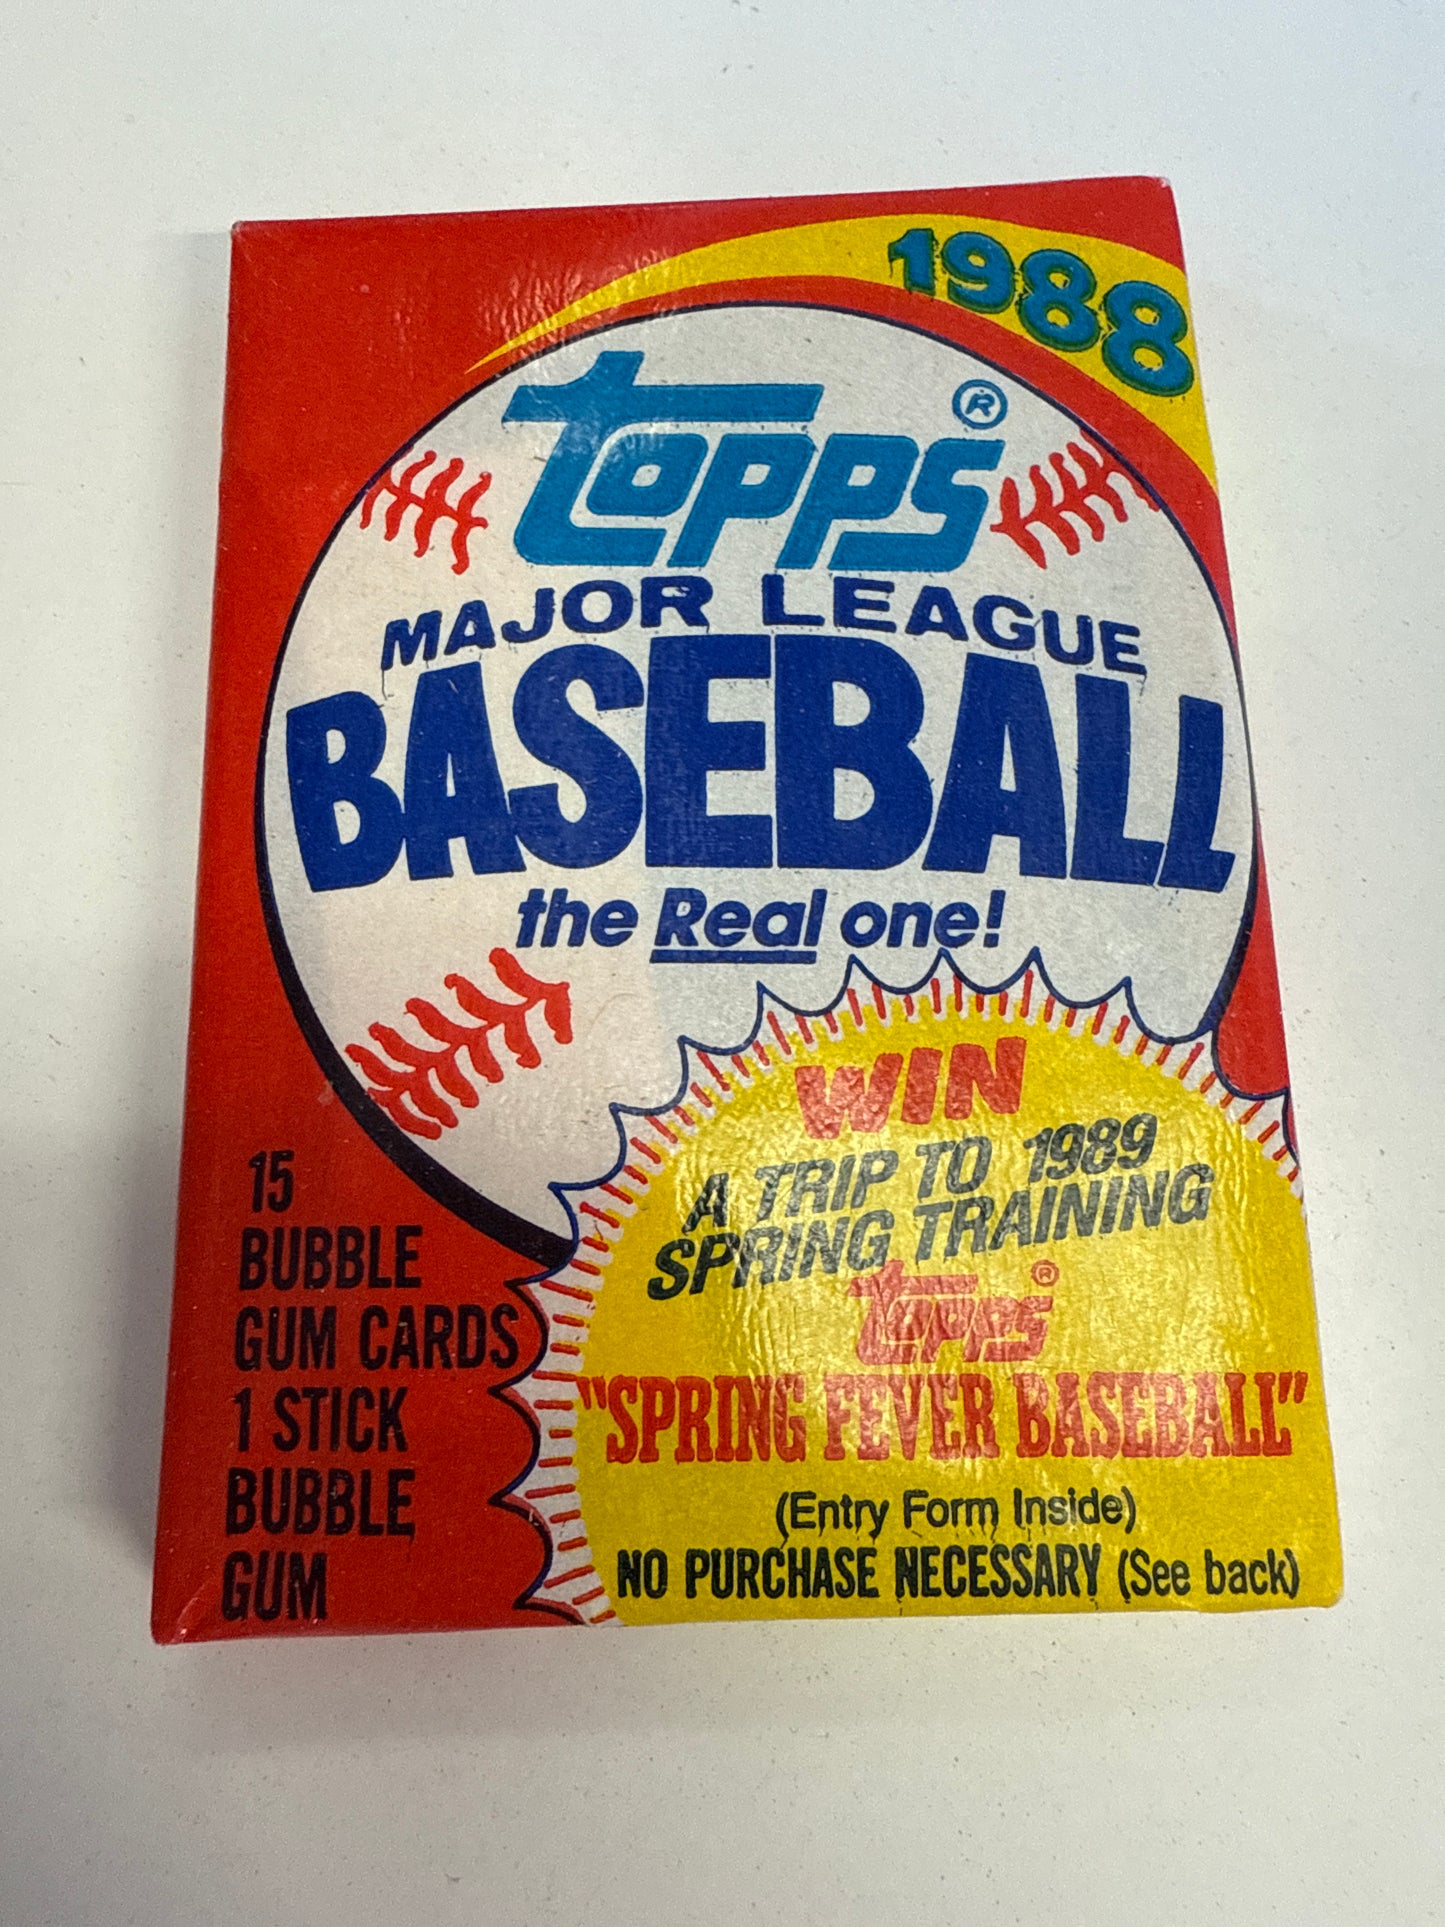 1988
topps®
MAJOR LEAGUE
BASEBALL
the Real one!
WIN
A TRIP TO 1989
SPRING TRAINING
topps®
"SPRING FEVER BASEBALL"
(Entry Form Inside)
NO PURCHASE NECESSARY (See back)
15
BUBBLE
GUM CARDS
1 STICK
BUBBLE
GUM